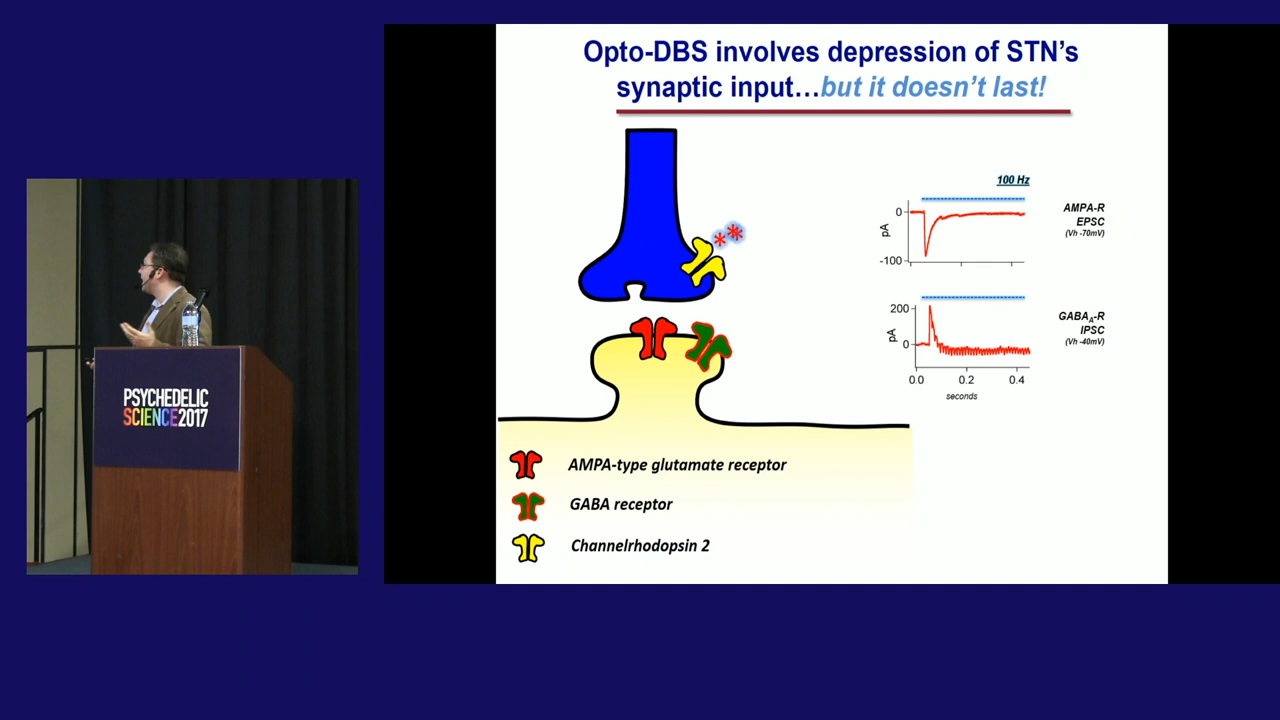 Opto-DBS involves depression of STN's
synaptic input...but it doesn't last!
100 Hz
0
-100
pA
AMPA-R
EPSC
(Vh -70mV)
200
0
pA
GABAA-R
IPSC
(Vh -40mV)
0.0 0.2 0.4
seconds
AMPA-type glutamate receptor
GABA receptor
Channelrhodopsin 2
PSYCHEDELIC
SCIENCE2017